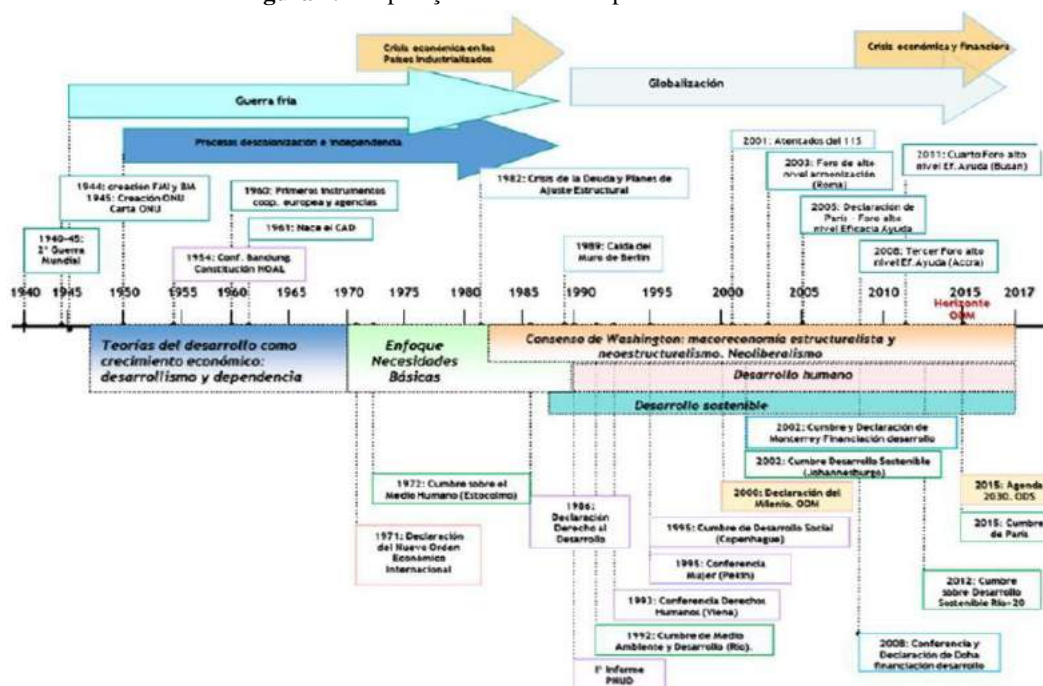 Crisis económica en los
Países Industrializados
Crisis económica y financiera
Guerra fría
Globalización
Procesos descolonización e independencia
2001: Atentados del 11S
1944: creación FMI y BM
1945: Creación ONU
Carta ONU
1960: Primeros Instrumentos
coop. europea y agencias
1982: Crisis de la Deuda y Planes de
Ajuste Estructural
2003: Foro de alto
nivel armonización
(Roma)
2011: Cuarto Foro alto
nivel Ef. Ayuda (Busan)
1961: Nace el CAD
2005: Declaración de
París - Foro alto
nivel Eficacia Ayuda
1940-45:
2ª Guerra
Mundial
1954: Conf. Bandung
Constitución NOAL
1989: Caída del
Muro de Berlín
2008: Tercer Foro alto
nivel Ef. Ayuda (Accra)
1940 1945 1950 1955 1960 1965 1970 1975 1980 1985 1990 1995 2000 2005 2010 2012 2017
Horizonte
ODM
Teorías del desarrollo como
crecimiento económico:
desarrollismo y dependencia
Enfoque
Necesidades
Básicas
Consenso de Washington: macroeconomía estructuralista y
neoestructuralismo. Neoliberalismo
Desarrollo humano
Desarrollo sostenible
2002: Cumbre y Declaración de
Monterrey Financiación desarrollo
2002: Cumbre Desarrollo Sostenible
(Johannesburgo)
1972: Cumbre sobre el
Medio Humano (Estocolmo)
2000: Declaración del
Milenio. ODM
2015: Agenda
2030. ODS
1986:
Declaración
Derecho al
Desarrollo
1995: Cumbre de Desarrollo Social
(Copenhague)
2015: Cumbre
de París
1971: Declaración
del Nuevo Orden
Económico
Internacional
1995: Conferencia
Mujer (Pekín)
2012: Cumbre
sobre Desarrollo
Sostenible Río+20
1993: Conferencia Derechos
Humanos (Viena)
1992: Cumbre de Medio
Ambiente y Desarrollo (Río).
2008: Conferencia y
Declaración de Doha
financiación desarrollo
1º Informe
PNUD